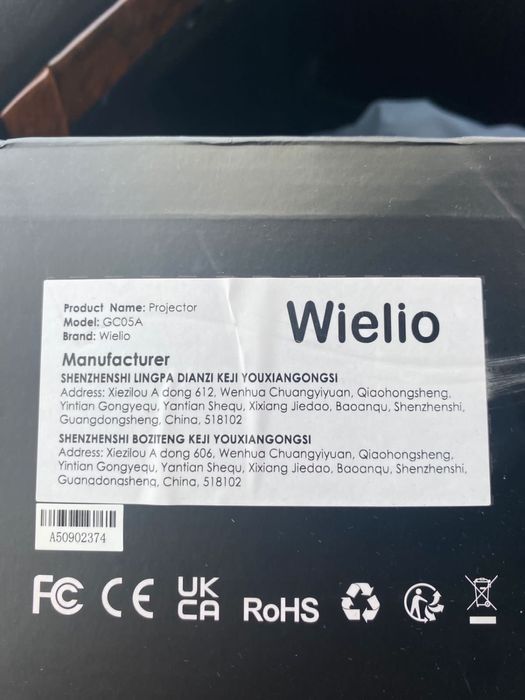 Product Name: Projector
Model: GC05A
Brand: Wielio
Wielio
Manufacturer
SHENZHENSHI LINGPA DIANZI KEJI YOUXIANGONGSI
Address: Xiezilou A dong 612, Wenhua Chuangyiyuan, Qiaohongsheng,
Yintian Gongyequ, Yantian Shequ, Xixiang Jiedao, Baoanqu, Shenzhenshi,
Guangdongsheng, China, 518102
SHENZHENSHI BOZITENG KEJI YOUXIANGONGSI
Address: Xiezilou A dong 606, Wenhua Chuangyiyuan, Qiaohongsheng,
Yintian Gongyequ, Yantian Shequ, Xixiang Jiedao, Baoanqu, Shenzhenshi,
Guangdongsheng, China, 518102
A50902374
FC CE UK CA RoHS